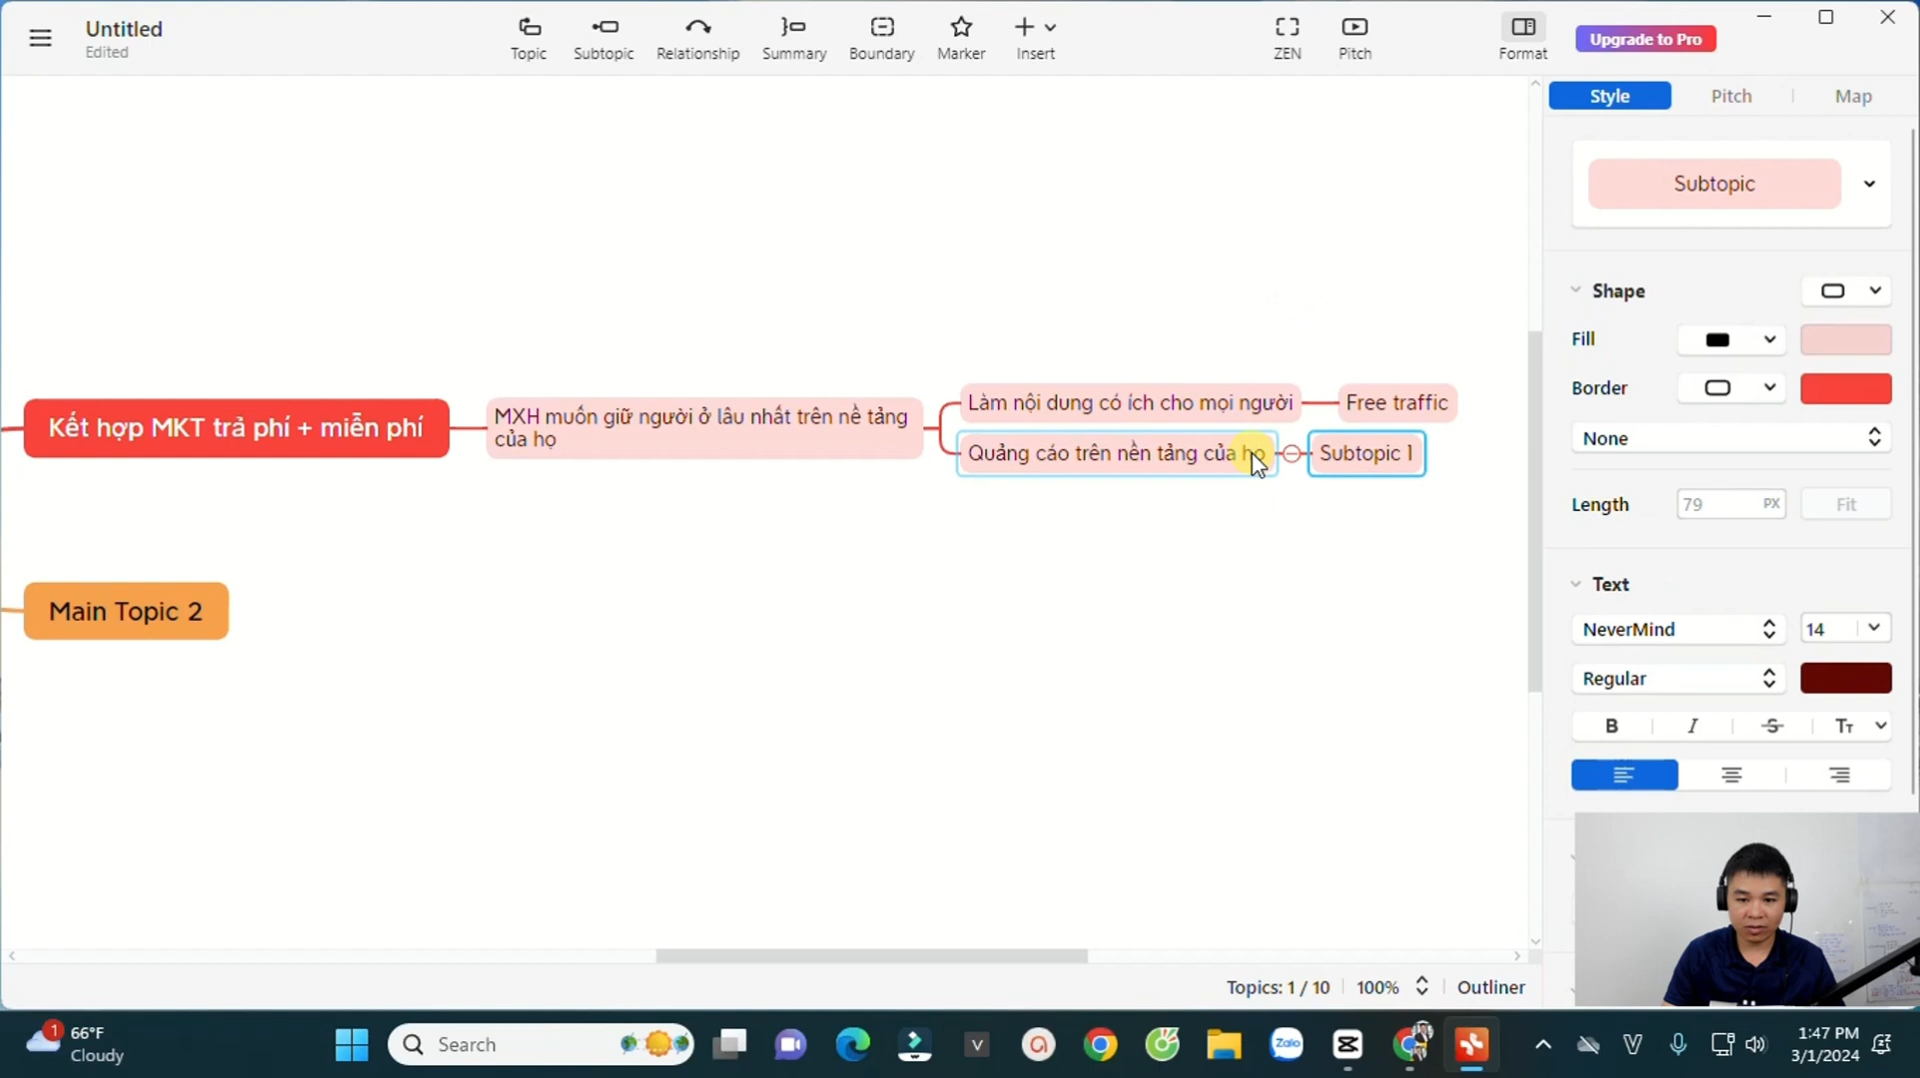 Untitled
Edited
Topic
Subtopic
Relationship
Summary
Boundary
Marker
Insert
ZEN
Pitch
Format
Upgrade to Pro
Style
Pitch
Map
Subtopic
Shape
Fill
Border
None
Length
79
PX
Fit
Text
NeverMind
14
Regular
B
I
S
TT
Kết hợp MKT trả phí + miễn phí
MXH muốn giữ người ở lâu nhất trên nề tảng
của họ
Làm nội dung có ích cho mọi người
Free traffic
Quảng cáo trên nền tảng của họ
Subtopic 1
Main Topic 2
Topics: 1 / 10
100%
Outliner
1
66°F
Cloudy
Search
V
Zalo
V
1:47 PM
3/1/2024